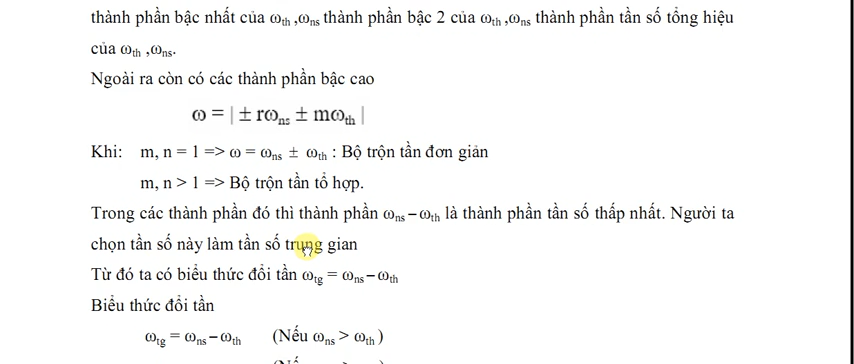 thành phần bậc nhất của ωth ,ωns thành phần bậc 2 của ωth ,ωns thành phần tần số tổng hiệu
của ωth ,ωns.
Ngoài ra còn có các thành phần bậc cao
ω = | ± rωns ± mωth |
Khi: m, n = 1 => ω = ωns ± ωth : Bộ trộn tần đơn giản
m, n > 1 => Bộ trộn tần tổ hợp.
Trong các thành phần đó thì thành phần ωns – ωth là thành phần tần số thấp nhất. Người ta
chọn tần số này làm tần số trung gian
Từ đó ta có biểu thức đổi tần ωtg = ωns – ωth
Biểu thức đổi tần
ωtg = ωns – ωth (Nếu ωns > ωth )